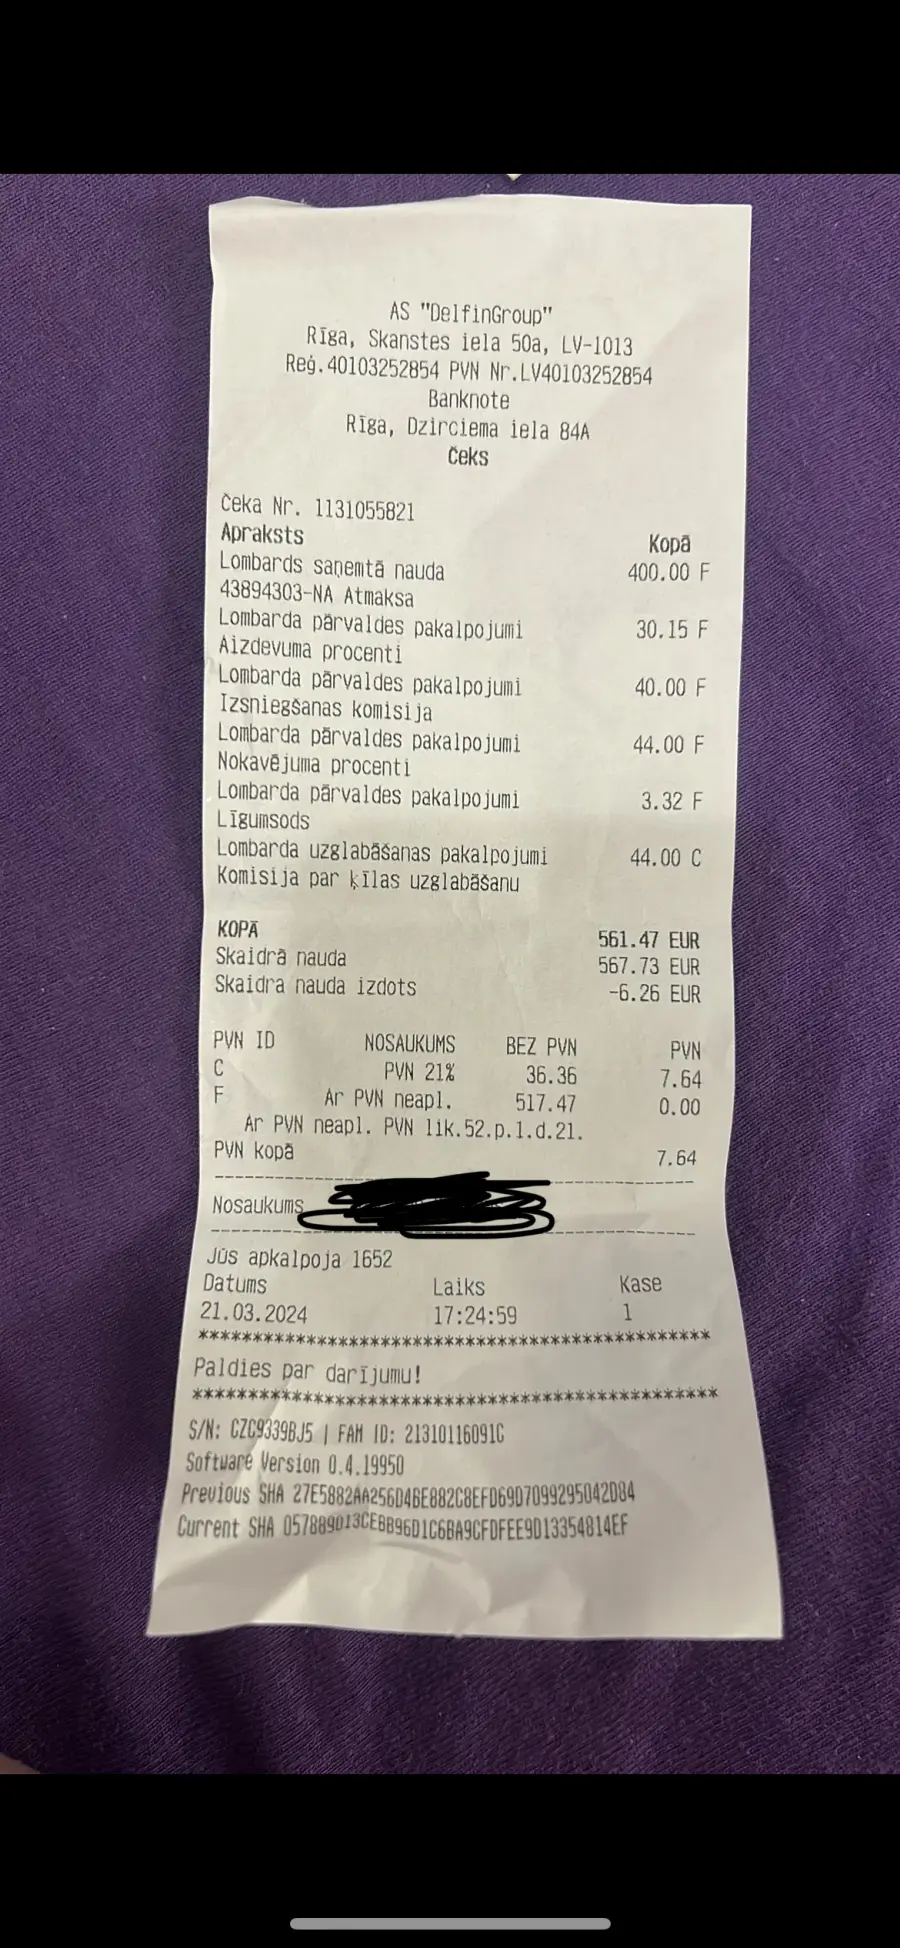 AS "DelfinGroup"
Rīga, Skanstes iela 50a, LV-1013
Reģ.40103252854 PVN Nr.LV40103252854
Banknote
Rīga, Dzirciema iela 84A
Čeks
Čeka Nr. 1131055821
Apraksts Kopā
Lombards saņemtā nauda 400.00 F
43894303-NA Atmaksa
Lombarda pārvaldes pakalpojumi 30.15 F
Aizdevuma procenti
Lombarda pārvaldes pakalpojumi 40.00 F
Izsniegšanas komisija
Lombarda pārvaldes pakalpojumi 44.00 F
Nokavējuma procenti
Lombarda pārvaldes pakalpojumi 3.32 F
Līgumsods
Lombarda uzglabāšanas pakalpojumi 44.00 C
Komisija par ķīlas uzglabāšanu
KOPĀ 561.47 EUR
Skaidrā nauda 567.73 EUR
Skaidra nauda izdots -6.26 EUR
PVN ID NOSAUKUMS BEZ PVN PVN
C PVN 21% 36.36 7.64
F Ar PVN neapl. 517.47 0.00
Ar PVN neapl. PVN lik.52.p.1.d.21.
PVN kopā 7.64
Nosaukums
Jūs apkalpoja 1652
Datums Laiks Kase
21.03.2024 17:24:59 1
************************************************
Paldies par darījumu!
************************************************
S/N: CZC9339BJ5 | FAM ID: 21310116091C
Software Version 0.4.19950
Previous SHA 27E5882AA256D4BE882C8EFD69D7099295042D84
Current SHA 057889D13CEBB96D1C6BA9CFDFEE9D13354814EF